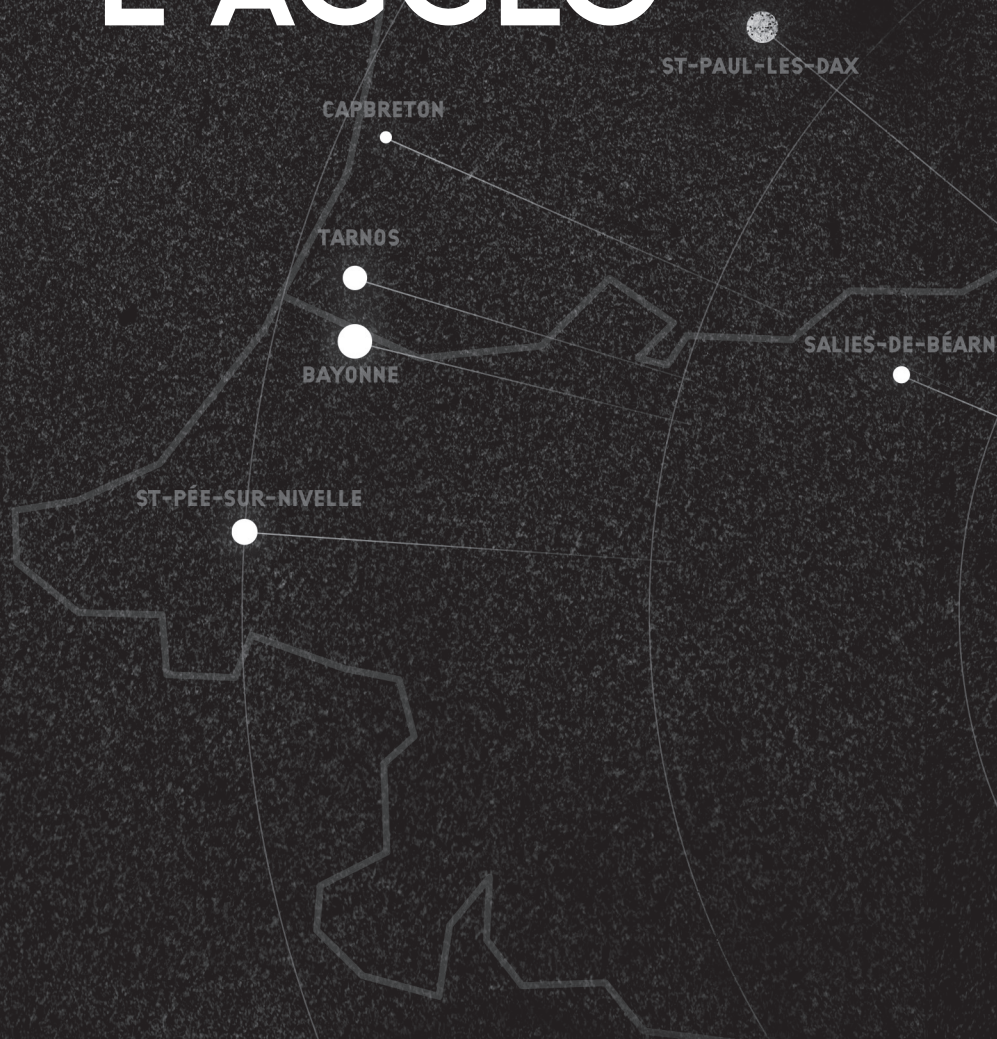 L'AGGLO
ST-PAUL-LES-DAX
CAPBRETON
TARNOS
SALIES-DE-BÉARN
BAYONNE
ST-PÉE-SUR-NIVELLE